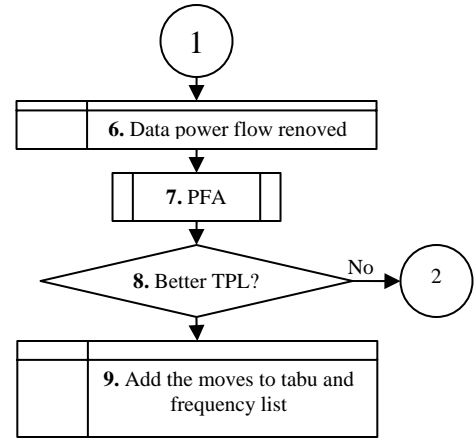 1
6. Data power flow renoved
7. PFA
8. Better TPL?
No
2
9. Add the moves to tabu and
frequency list